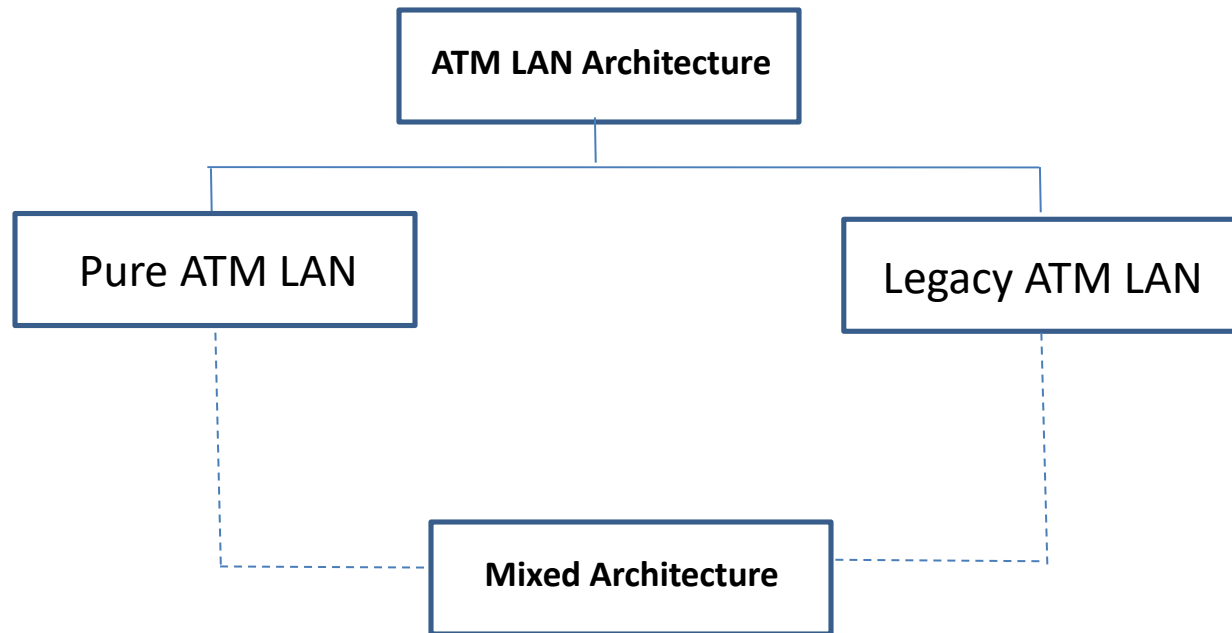 ATM LAN Architecture
Pure ATM LAN
Legacy ATM LAN
Mixed Architecture